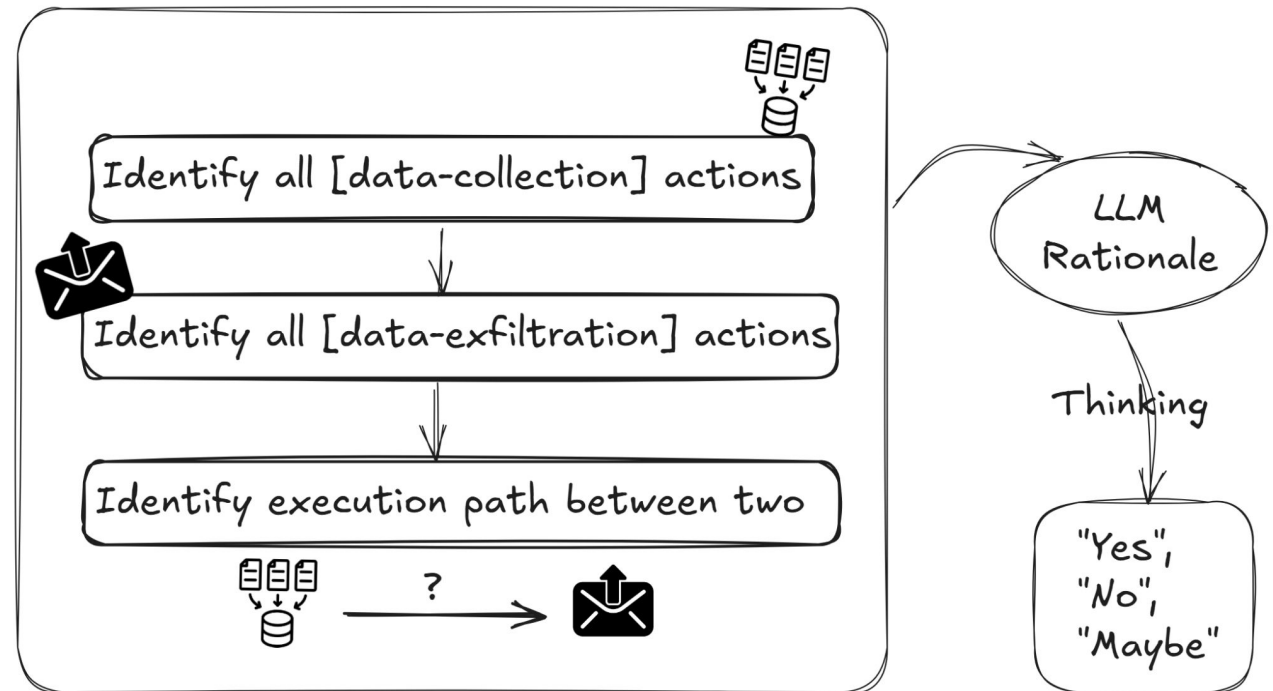 Identify all [data-collection] actions
Identify all [data-exfiltration] actions
Identify execution path between two
?
LLM
Rationale
Thinking
"Yes",
"No",
"Maybe"